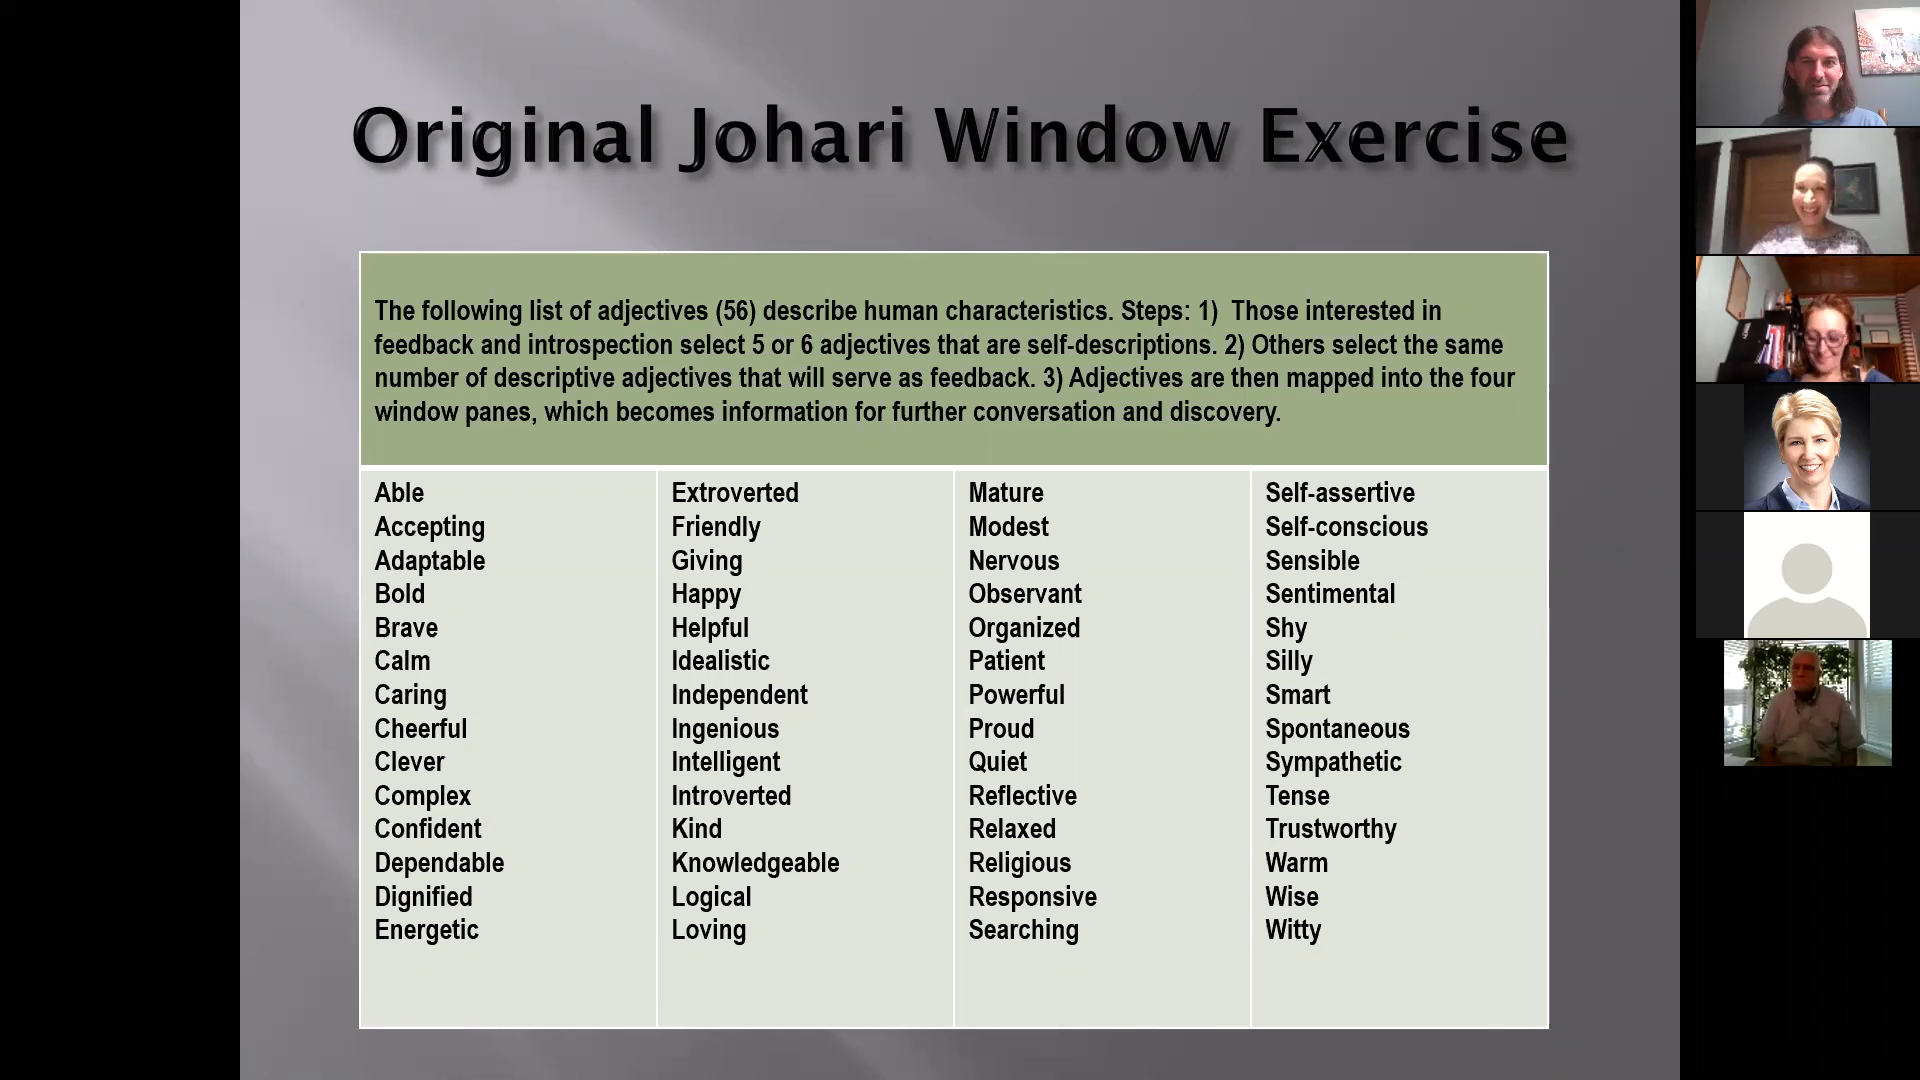 Original Johari Window Exercise
The following list of adjectives (56) describe human characteristics. Steps: 1)  Those interested in
feedback and introspection select 5 or 6 adjectives that are self-descriptions. 2) Others select the same
number of descriptive adjectives that will serve as feedback. 3) Adjectives are then mapped into the four
window panes, which becomes information for further conversation and discovery.
Able
Accepting
Adaptable
Bold
Brave
Calm
Caring
Cheerful
Clever
Complex
Confident
Dependable
Dignified
Energetic
Extroverted
Friendly
Giving
Happy
Helpful
Idealistic
Independent
Ingenious
Intelligent
Introverted
Kind
Knowledgeable
Logical
Loving
Mature
Modest
Nervous
Observant
Organized
Patient
Powerful
Proud
Quiet
Reflective
Relaxed
Religious
Responsive
Searching
Self-assertive
Self-conscious
Sensible
Sentimental
Shy
Silly
Smart
Spontaneous
Sympathetic
Tense
Trustworthy
Warm
Wise
Witty